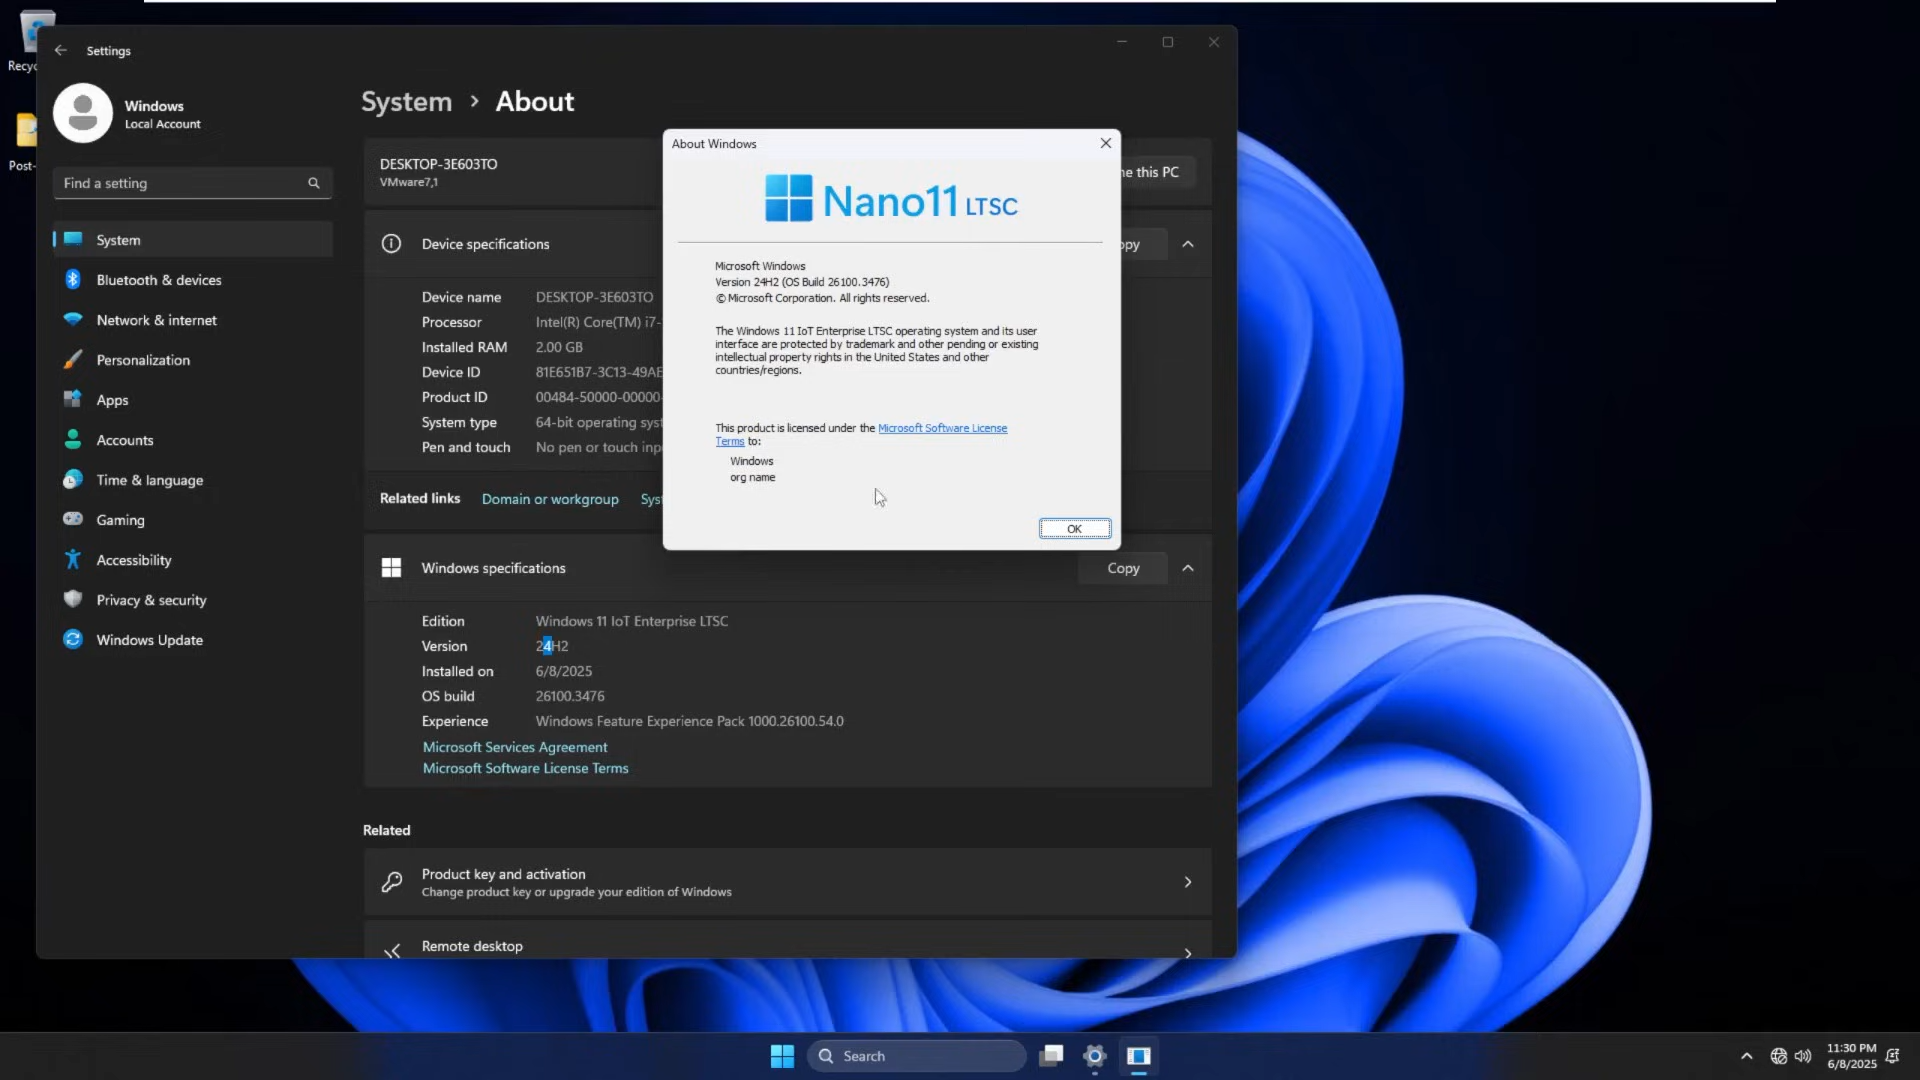 Recyc
Post-
Settings
Windows
Local Account
Find a setting
System
Bluetooth & devices
Network & internet
Personalization
Apps
Accounts
Time & language
Gaming
Accessibility
Privacy & security
Windows Update
System > About
DESKTOP-3E603TO
VMware7,1
ne this PC
Device specifications
opy
Device name DESKTOP-3E603TO
Processor Intel(R) Core(TM) i7-
Installed RAM 2.00 GB
Device ID 81E651B7-3C13-49AE
Product ID 00484-50000-00000-
System type 64-bit operating syst
Pen and touch No pen or touch inp
Related links Domain or workgroup Syst
About Windows
Nano11 LTSC
Microsoft Windows
Version 24H2 (OS Build 26100.3476)
© Microsoft Corporation. All rights reserved.
The Windows 11 IoT Enterprise LTSC operating system and its user
interface are protected by trademark and other pending or existing
intellectual property rights in the United States and other
countries/regions.
This product is licensed under the Microsoft Software License
Terms to:
Windows
org name
OK
Windows specifications
Copy
Edition Windows 11 IoT Enterprise LTSC
Version 24H2
Installed on 6/8/2025
OS build 26100.3476
Experience Windows Feature Experience Pack 1000.26100.54.0
Microsoft Services Agreement
Microsoft Software License Terms
Related
Product key and activation
Change product key or upgrade your edition of Windows
Remote desktop
Search
11:30 PM
6/8/2025